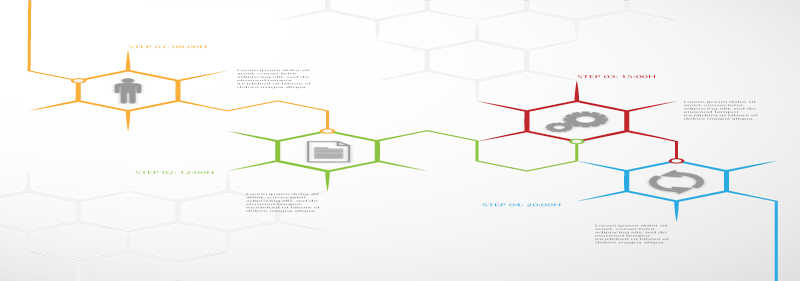 STEP 01: 08:00H
Lorem ipsum dolor sit
amet, consectetur
adipiscing elit, sed do
eiusmod tempor
incididunt ut labore et
dolore magna aliqua.
STEP 02: 12:00H
Lorem ipsum dolor sit
amet, consectetur
adipiscing elit, sed do
eiusmod tempor
incididunt ut labore et
dolore magna aliqua.
STEP 03: 15:00H
Lorem ipsum dolor sit
amet, consectetur
adipiscing elit, sed do
eiusmod tempor
incididunt ut labore et
dolore magna aliqua.
STEP 04: 20:00H
Lorem ipsum dolor sit
amet, consectetur
adipiscing elit, sed do
eiusmod tempor
incididunt ut labore et
dolore magna aliqua.